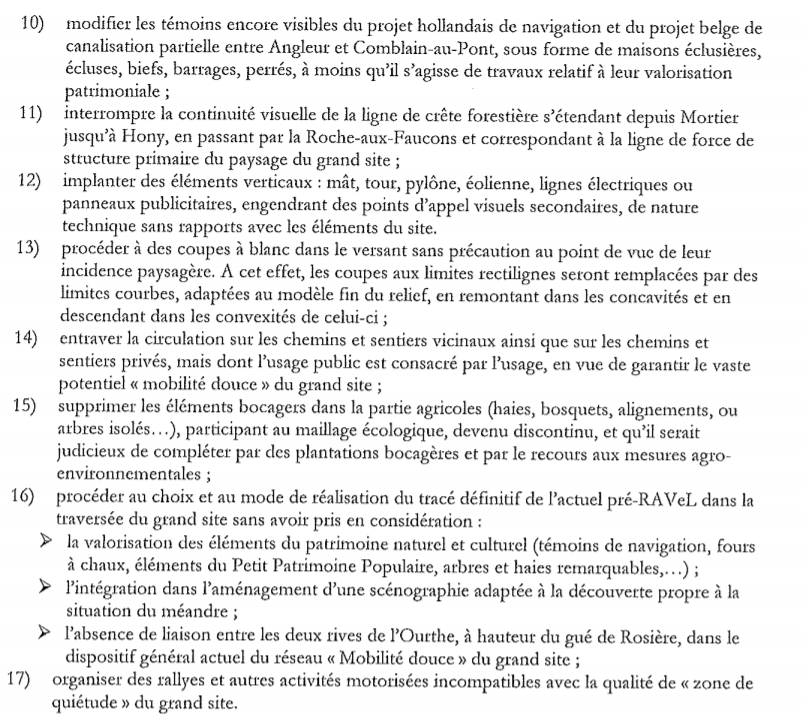 10) modifier les témoins encore visibles du projet hollandais de navigation et du projet belge de
canalisation partielle entre Angleur et Comblain-au-Pont, sous forme de maisons éclusières,
écluses, biefs, barrages, perrés, à moins qu'il s'agisse de travaux relatif à leur valorisation
patrimoniale ;
11) interrompre la continuité visuelle de la ligne de crête forestière s'étendant depuis Mortier
jusqu'à Hony, en passant par la Roche-aux-Faucons et correspondant à la ligne de force de
structure primaire du paysage du grand site ;
12) implanter des éléments verticaux : mât, tour, pylône, éolienne, lignes électriques ou
panneaux publicitaires, engendrant des points d'appel visuels secondaires, de nature
technique sans rapports avec les éléments du site.
13) procéder à des coupes à blanc dans le versant sans précaution au point de vue de leur
incidence paysagère. A cet effet, les coupes aux limites rectilignes seront remplacées par des
limites courbes, adaptées au modèle fin du relief, en remontant dans les concavités et en
descendant dans les convexités de celui-ci ;
14) entraver la circulation sur les chemins et sentiers vicinaux ainsi que sur les chemins et
sentiers privés, mais dont l'usage public est consacré par l'usage, en vue de garantir le vaste
potentiel « mobilité douce » du grand site ;
15) supprimer les éléments bocagers dans la partie agricoles (haies, bosquets, alignements, ou
arbres isolés…), participant au maillage écologique, devenu discontinu, et qu'il serait
judicieux de compléter par des plantations bocagères et par le recours aux mesures agro-
environnementales ;
16) procéder au choix et au mode de réalisation du tracé définitif de l'actuel pré-RAVeL dans la
traversée du grand site sans avoir pris en considération :
➢ la valorisation des éléments du patrimoine naturel et culturel (témoins de navigation, fours
à chaux, éléments du Petit Patrimoine Populaire, arbres et haies remarquables,…) ;
➢ l'intégration dans l'aménagement d'une scénographie adaptée à la découverte propre à la
situation du méandre ;
➢ l'absence de liaison entre les deux rives de l'Ourthe, à hauteur du gué de Rosière, dans le
dispositif général actuel du réseau « Mobilité douce » du grand site ;
17) organiser des rallyes et autres activités motorisées incompatibles avec la qualité de « zone de
quiétude » du grand site.